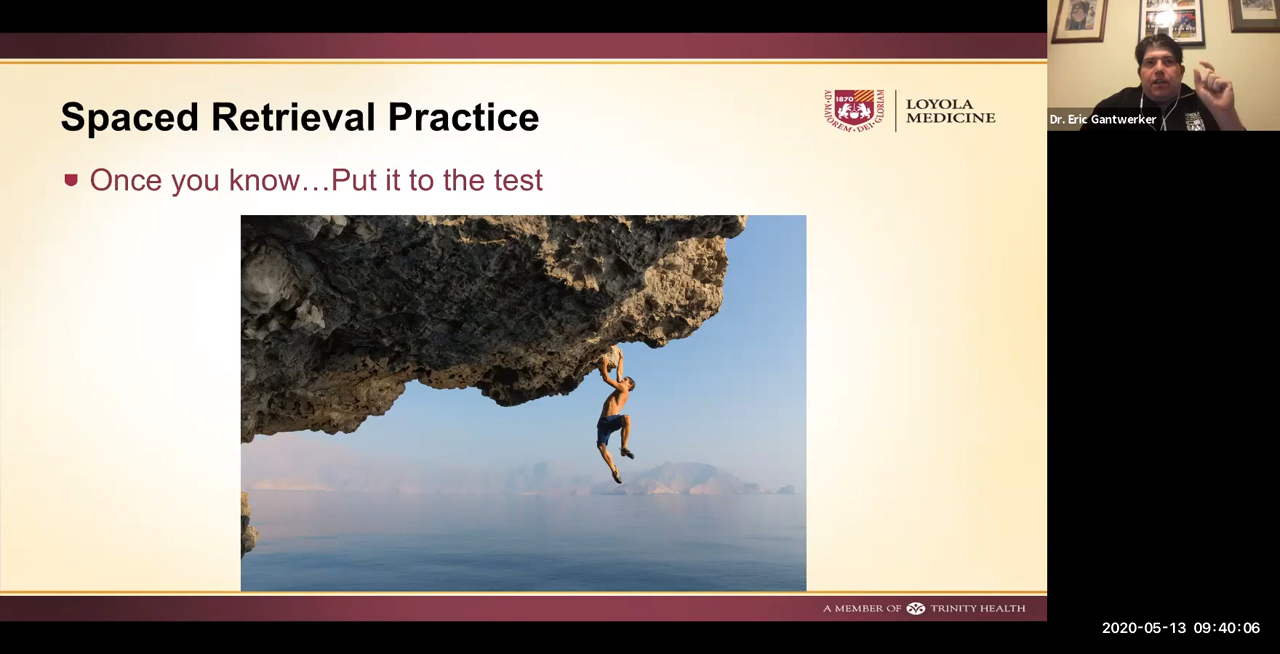 Spaced Retrieval Practice
1870
AD·MAJOREM·DEI·GLORIAM
LOYOLA
MEDICINE
Once you know…Put it to the test
Dr. Eric Gantwerker
A MEMBER OF TRINITY HEALTH
2020-05-13 09:40:06